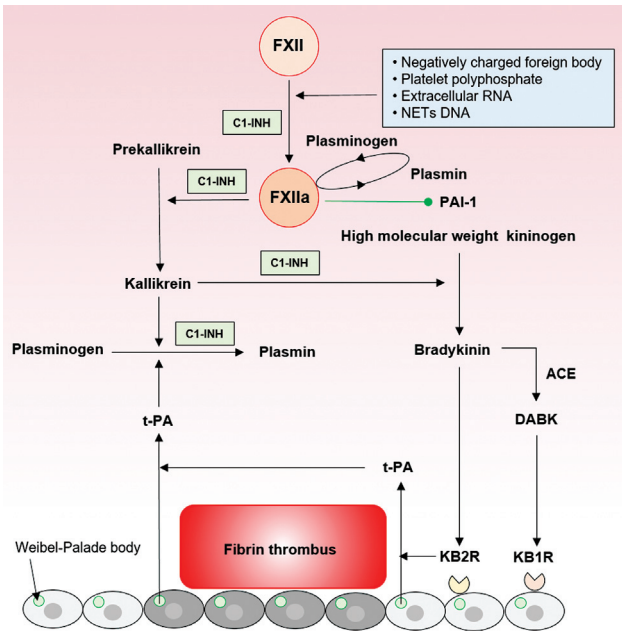 FXII
• Negatively charged foreign body
• Platelet polyphosphate
• Extracellular RNA
• NETs DNA
C1-INH
Plasminogen
Prekallikrein
C1-INH
Plasmin
FXIIa
PAI-1
High molecular weight kininogen
C1-INH
Kallikrein
C1-INH
Plasminogen
Plasmin
Bradykinin
ACE
DABK
t-PA
t-PA
Weibel-Palade body
Fibrin thrombus
KB2R
KB1R